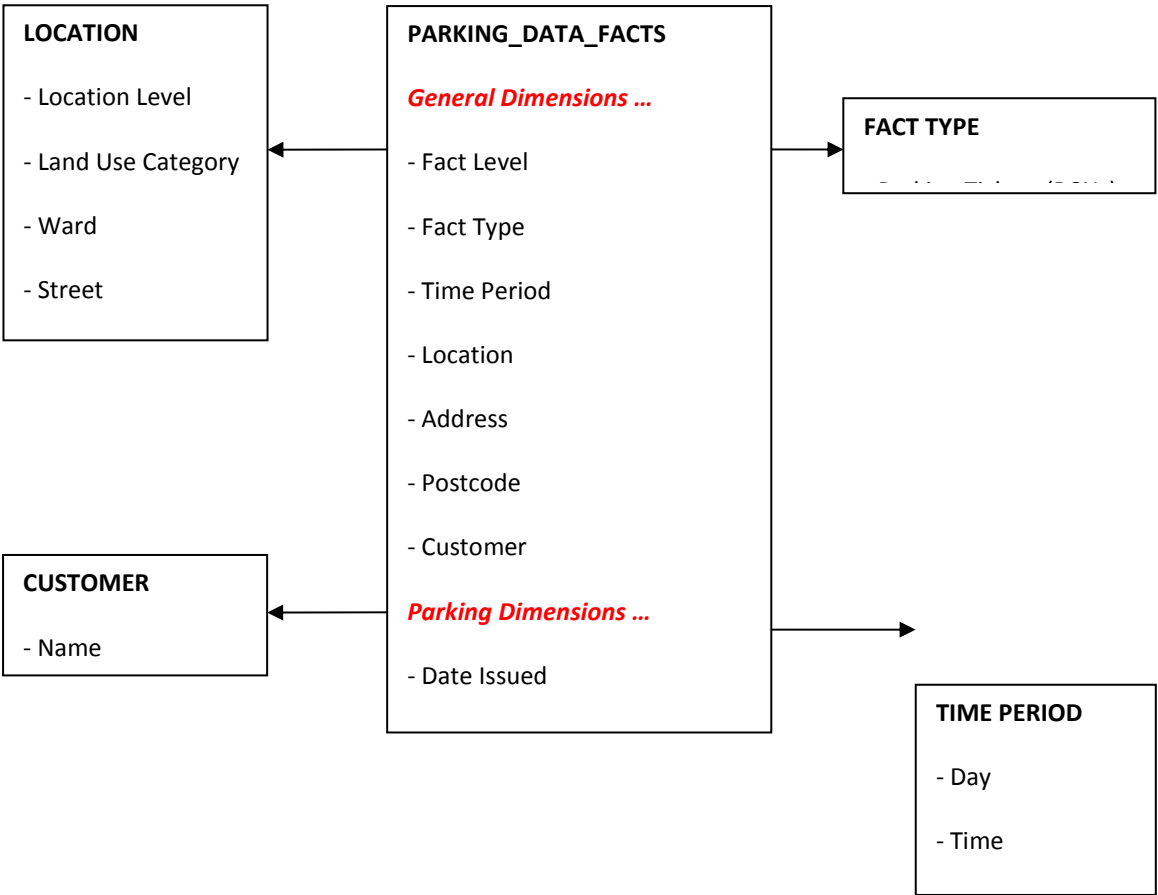 LOCATION
- Location Level
- Land Use Category
- Ward
- Street
PARKING_DATA_FACTS
General Dimensions ...
- Fact Level
- Fact Type
- Time Period
- Location
- Address
- Postcode
- Customer
Parking Dimensions ...
- Date Issued
FACT TYPE
CUSTOMER
- Name
TIME PERIOD
- Day
- Time